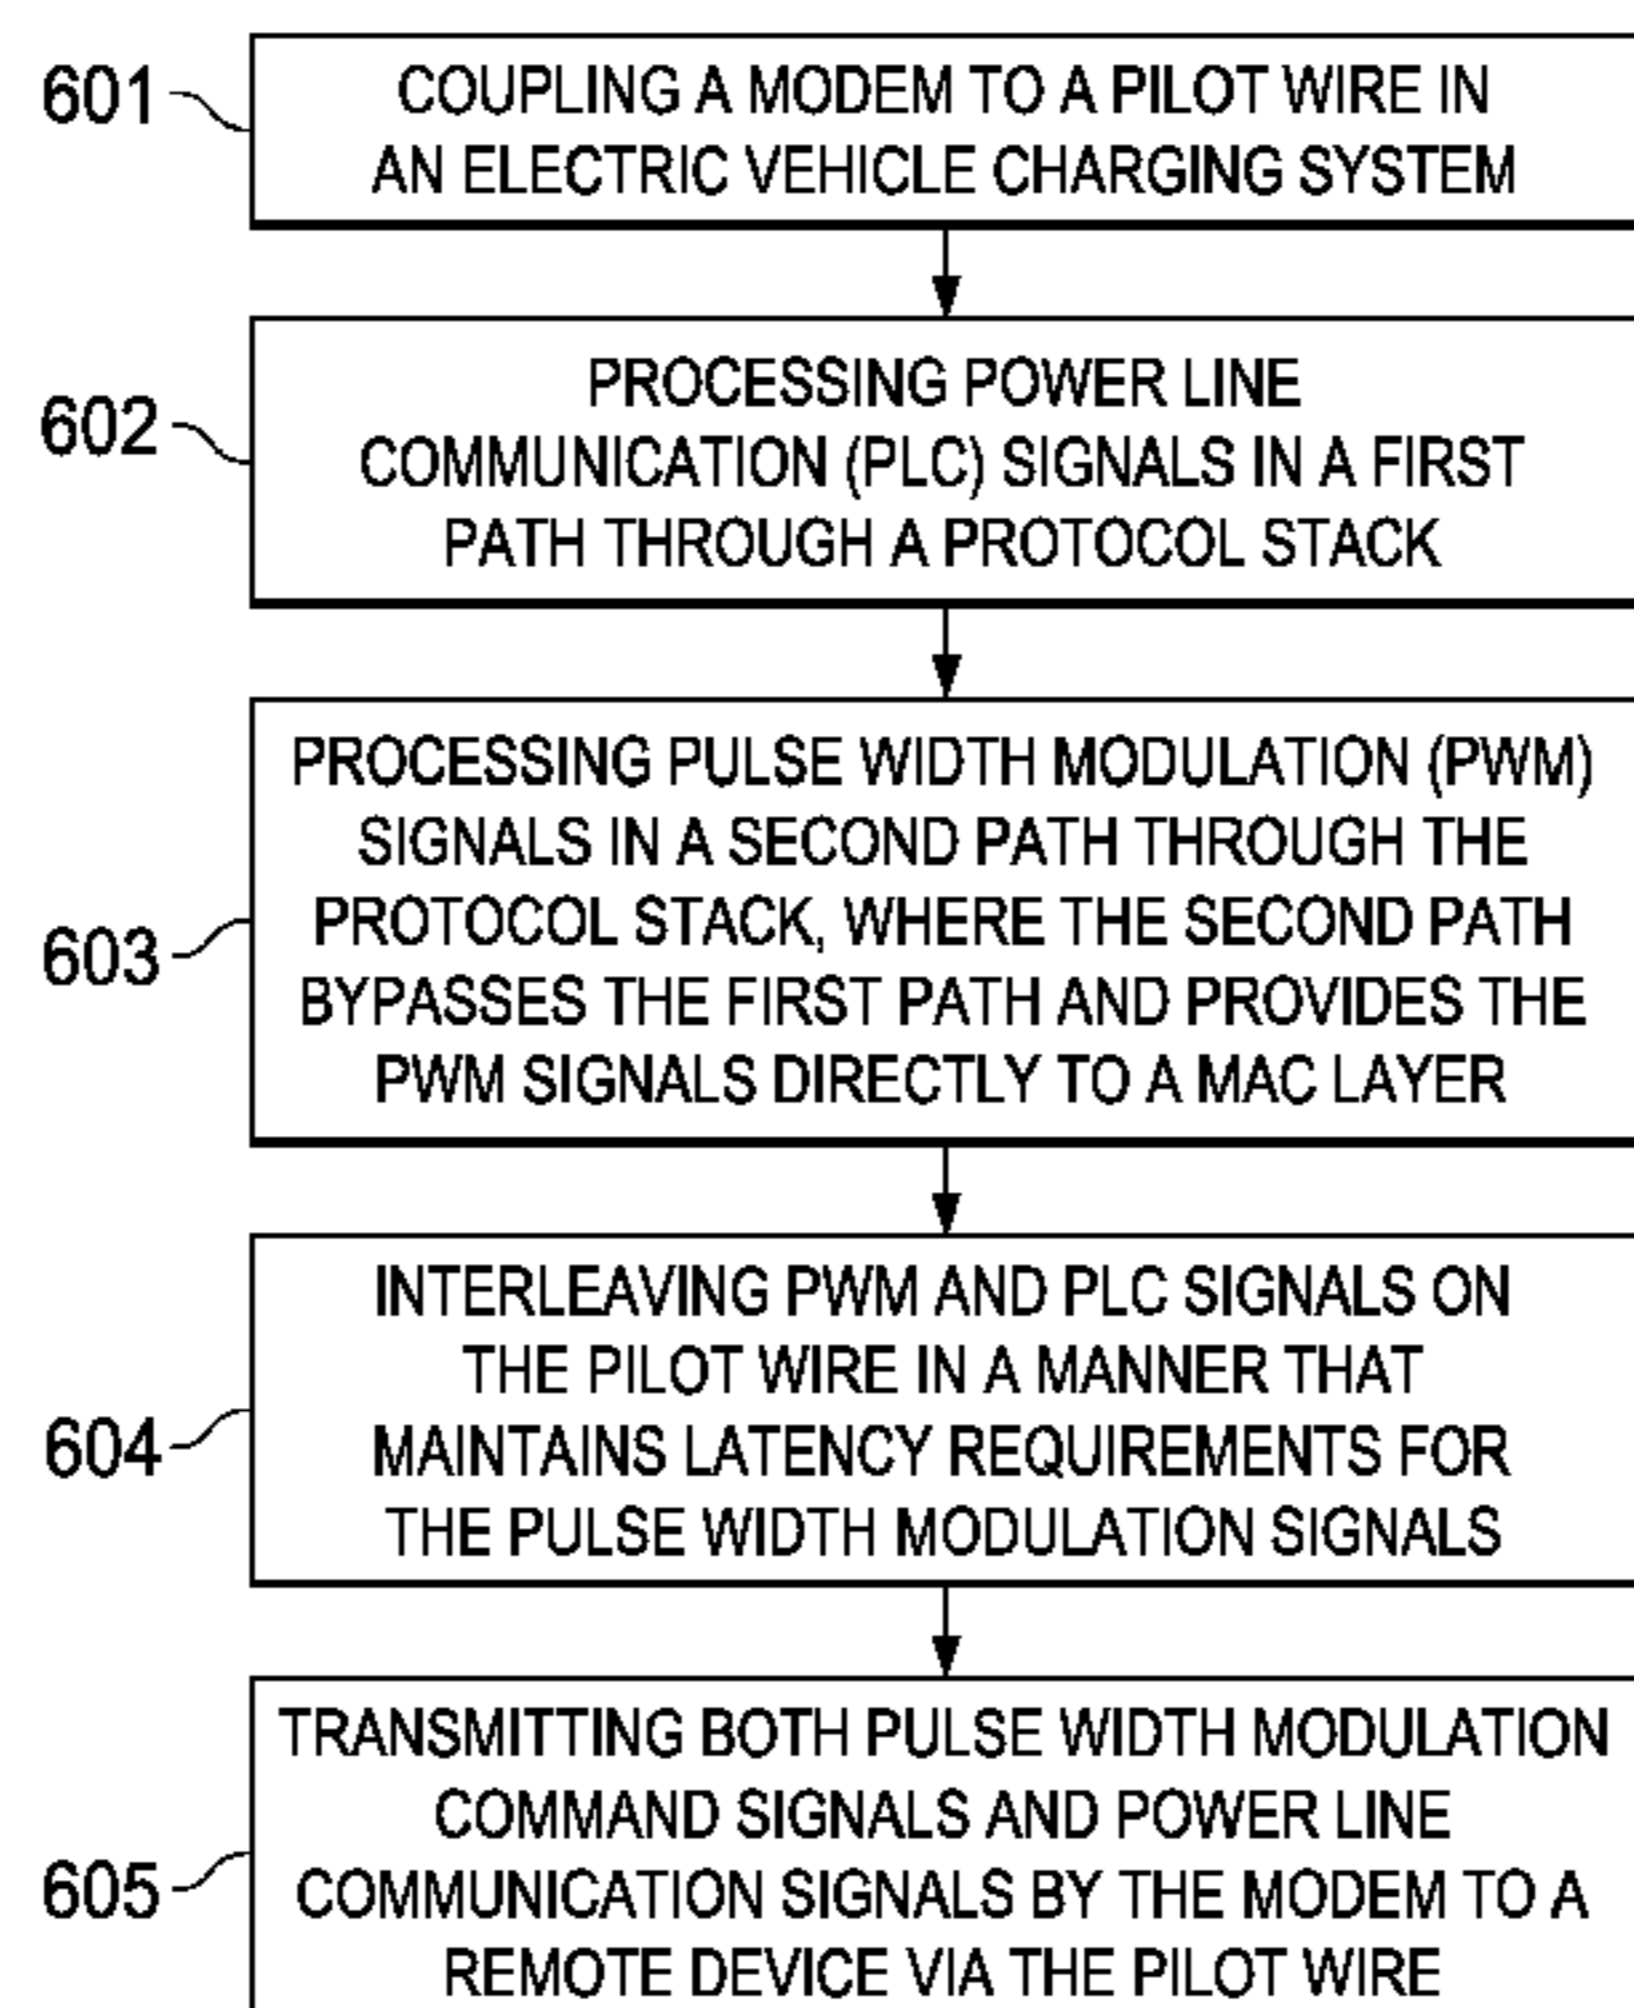 601
COUPLING A MODEM TO A PILOT WIRE IN
AN ELECTRIC VEHICLE CHARGING SYSTEM
602
PROCESSING POWER LINE
COMMUNICATION (PLC) SIGNALS IN A FIRST
PATH THROUGH A PROTOCOL STACK
603
PROCESSING PULSE WIDTH MODULATION (PWM)
SIGNALS IN A SECOND PATH THROUGH THE
PROTOCOL STACK, WHERE THE SECOND PATH
BYPASSES THE FIRST PATH AND PROVIDES THE
PWM SIGNALS DIRECTLY TO A MAC LAYER
604
INTERLEAVING PWM AND PLC SIGNALS ON
THE PILOT WIRE IN A MANNER THAT
MAINTAINS LATENCY REQUIREMENTS FOR
THE PULSE WIDTH MODULATION SIGNALS
605
TRANSMITTING BOTH PULSE WIDTH MODULATION
COMMAND SIGNALS AND POWER LINE
COMMUNICATION SIGNALS BY THE MODEM TO A
REMOTE DEVICE VIA THE PILOT WIRE